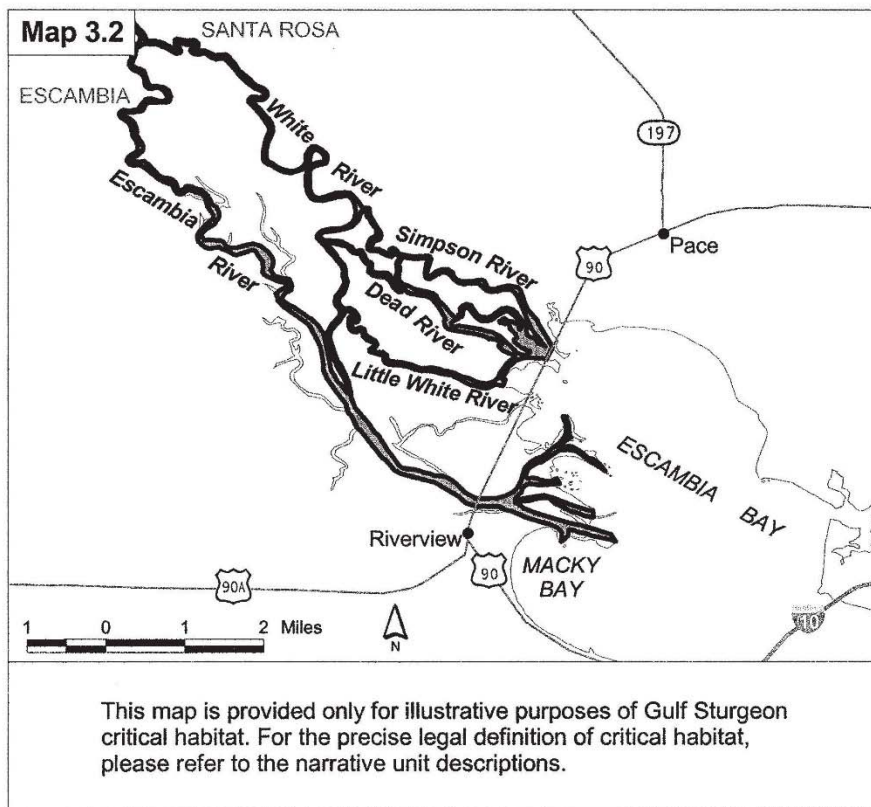 Map 3.2
SANTA ROSA
ESCAMBIA
White
River
197
Escambia
River
Simpson River
Pace
90
Dead River
Little White River
ESCAMBIA
BAY
Riverview
MACKY
BAY
90A
90
10
1 0 1 2 Miles
N
This map is provided only for illustrative purposes of Gulf Sturgeon
critical habitat. For the precise legal definition of critical habitat,
please refer to the narrative unit descriptions.